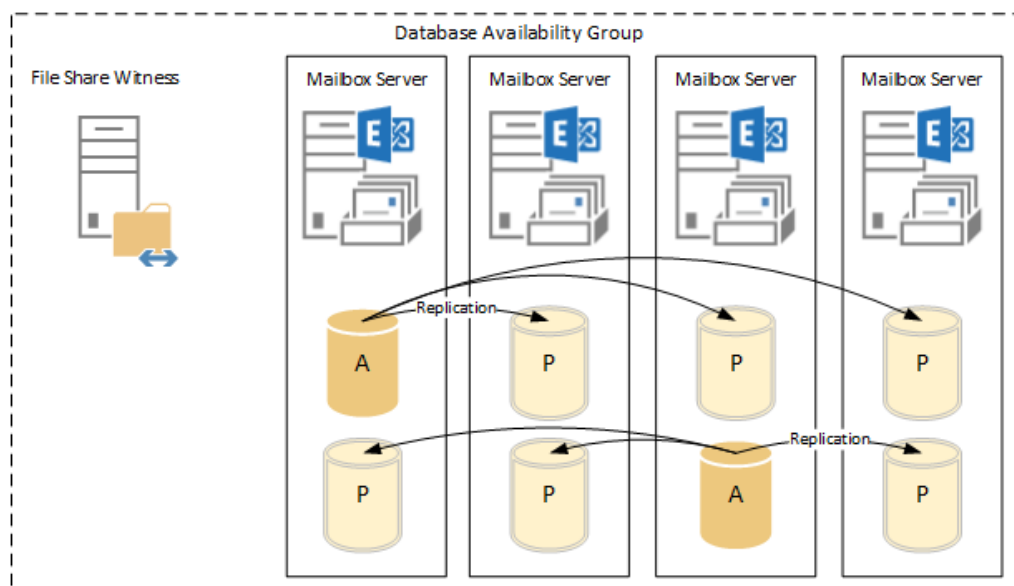 Database Availability Group
File Share Witness
Mailbox Server
Mailbox Server
Mailbox Server
Mailbox Server
E
E
E
E
Replication
A
P
P
P
Replication
P
P
A
P